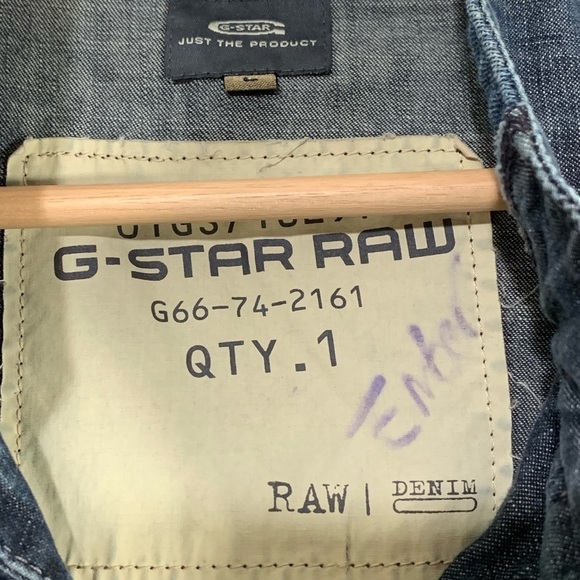 G-STAR
JUST THE PRODUCT
L
G-STAR RAW
G66-74-2161
QTY.1
RAW | DENIM